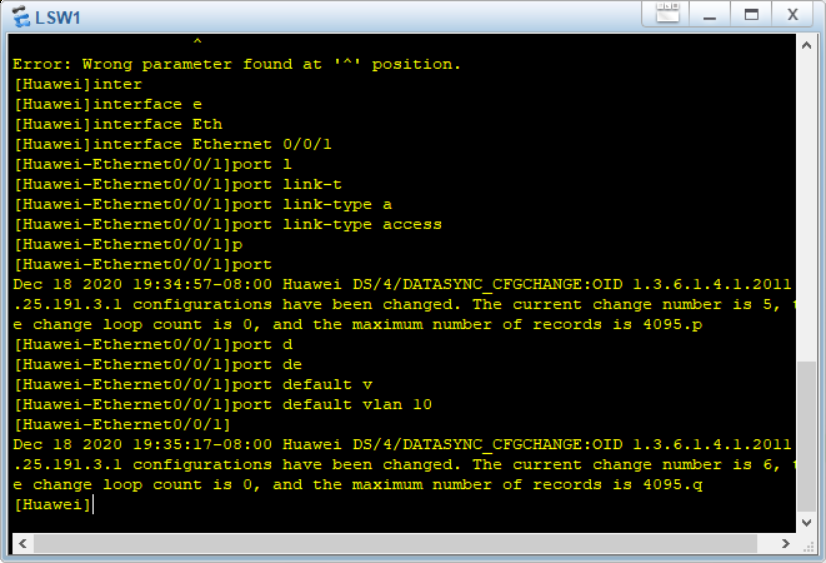 LSW1
^
Error: Wrong parameter found at '^' position.
[Huawei]inter
[Huawei]interface e
[Huawei]interface Eth
[Huawei]interface Ethernet 0/0/1
[Huawei-Ethernet0/0/1]port l
[Huawei-Ethernet0/0/1]port link-t
[Huawei-Ethernet0/0/1]port link-type a
[Huawei-Ethernet0/0/1]port link-type access
[Huawei-Ethernet0/0/1]p
[Huawei-Ethernet0/0/1]port
Dec 18 2020 19:34:57-08:00 Huawei DS/4/DATASYNC_CFGCHANGE:OID 1.3.6.1.4.1.2011
.25.191.3.1 configurations have been changed. The current change number is 5, t
e change loop count is 0, and the maximum number of records is 4095.p
[Huawei-Ethernet0/0/1]port d
[Huawei-Ethernet0/0/1]port de
[Huawei-Ethernet0/0/1]port default v
[Huawei-Ethernet0/0/1]port default vlan 10
[Huawei-Ethernet0/0/1]
Dec 18 2020 19:35:17-08:00 Huawei DS/4/DATASYNC_CFGCHANGE:OID 1.3.6.1.4.1.2011
.25.191.3.1 configurations have been changed. The current change number is 6, t
e change loop count is 0, and the maximum number of records is 4095.q
[Huawei]